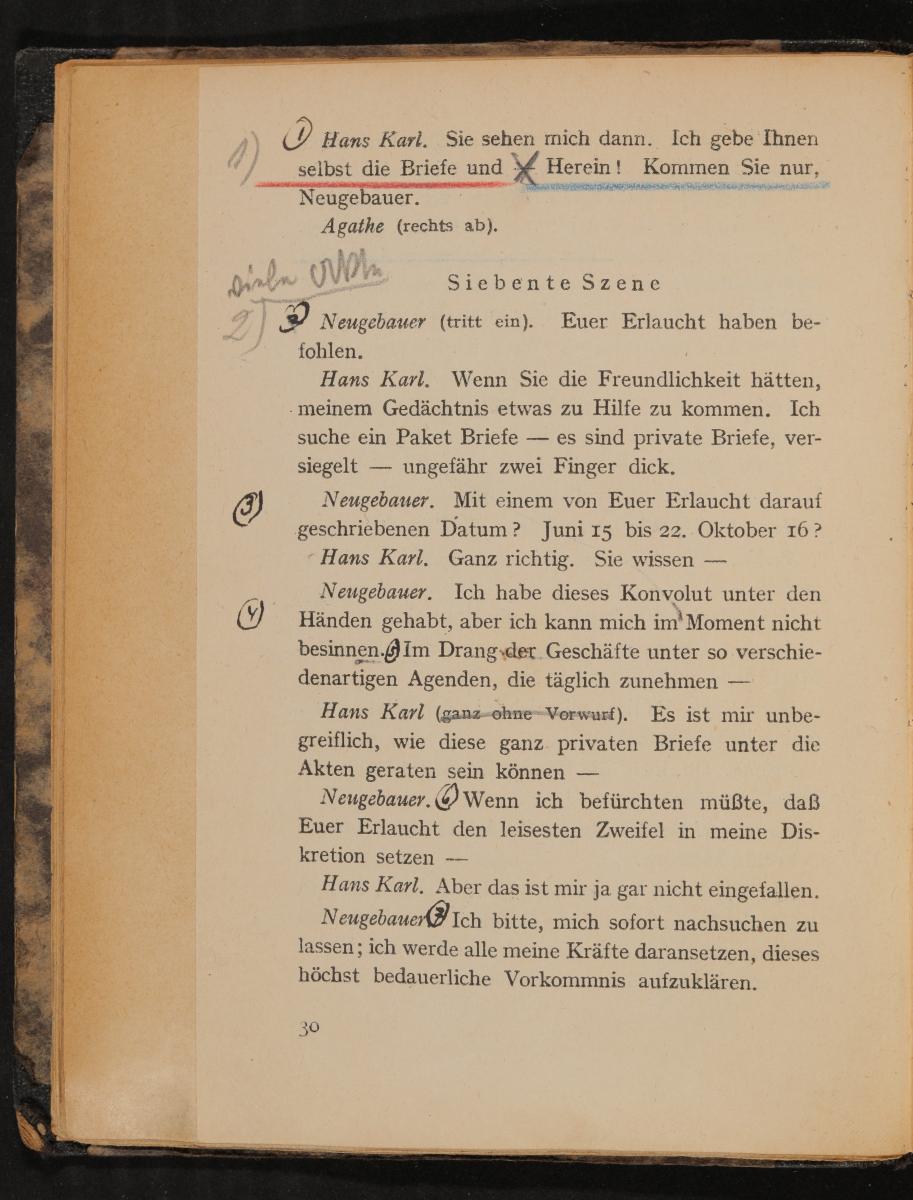 1) ① Hans Karl. Sie sehen mich dann. Ich gebe Ihnen
selbst die Briefe und — Herein! Kommen Sie nur,
Neugebauer.
Agathe (rechts ab).
Siebente Szene
2) ② Neugebauer (tritt ein). Euer Erlaucht haben be-
fohlen.
Hans Karl. Wenn Sie die Freundlichkeit hätten,
meinem Gedächtnis etwas zu Hilfe zu kommen. Ich
suche ein Paket Briefe — es sind private Briefe, ver-
siegelt — ungefähr zwei Finger dick.
③ Neugebauer. Mit einem von Euer Erlaucht darauf
geschriebenen Datum? Juni 15 bis 22. Oktober 16?
Hans Karl. Ganz richtig. Sie wissen —
Neugebauer. Ich habe dieses Konvolut unter den
④ Händen gehabt, aber ich kann mich im Moment nicht
besinnen. ⑤ Im Drang der Geschäfte unter so verschie-
denartigen Agenden, die täglich zunehmen —
Hans Karl (ganz ohne Vorwurf). Es ist mir unbe-
greiflich, wie diese ganz privaten Briefe unter die
Akten geraten sein können —
Neugebauer. ⑥ Wenn ich befürchten müßte, daß
Euer Erlaucht den leisesten Zweifel in meine Dis-
kretion setzen —
Hans Karl. Aber das ist mir ja gar nicht eingefallen.
Neugebauer. ⑦ Ich bitte, mich sofort nachsuchen zu
lassen; ich werde alle meine Kräfte daransetzen, dieses
höchst bedauerliche Vorkommnis aufzuklären.
30